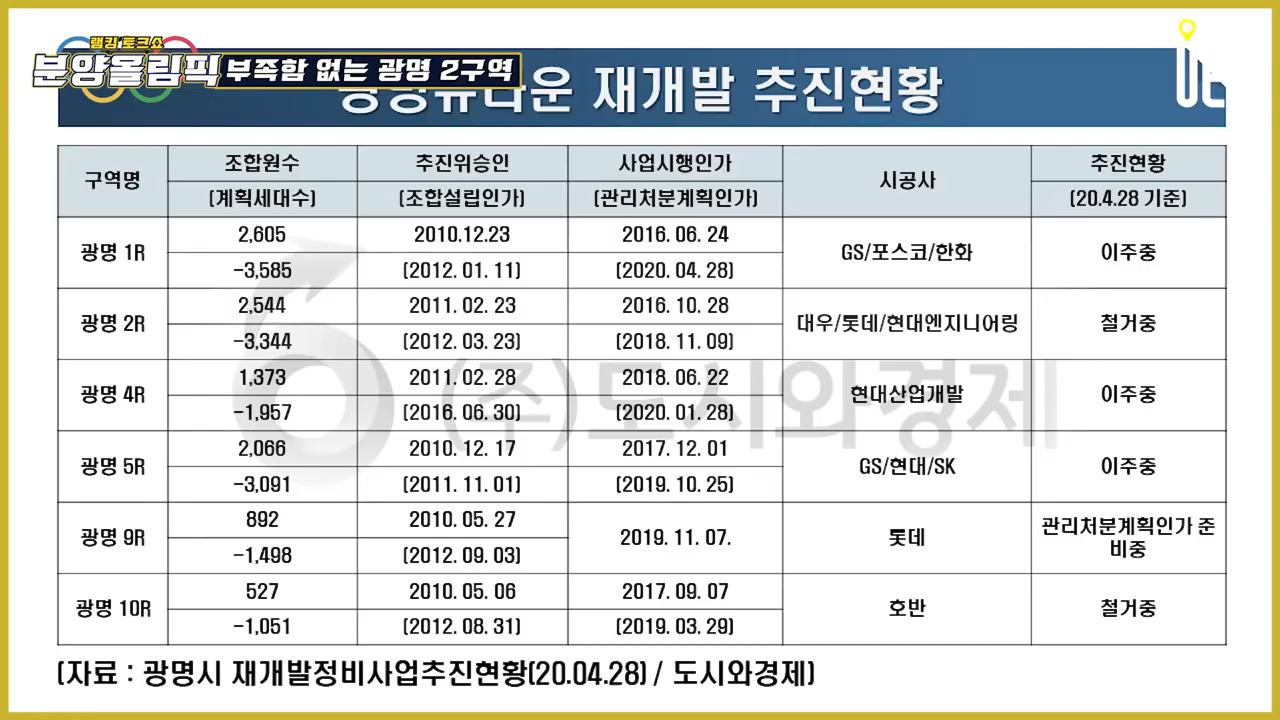 랭킹 토크쇼
분양올림픽 부족함 없는 광명 2구역
재개발 추진현황
구역명 조합원수 추진위승인 사업시행인가 시공사 추진현황
(계획세대수) (조합설립인가) (관리처분계획인가) (20.4.28 기준)
광명 1R 2,605 2010.12.23 2016. 06. 24 GS/포스코/한화 이주중
-3,585 (2012. 01. 11) (2020. 04. 28)
광명 2R 2,544 2011. 02. 23 2016. 10. 28 대우/롯데/현대엔지니어링 철거중
-3,344 (2012. 03. 23) (2018. 11. 09)
광명 4R 1,373 2011. 02. 28 2018. 06. 22 현대산업개발 이주중
-1,957 (2016. 06. 30) (2020. 01. 28)
광명 5R 2,066 2010. 12. 17 2017. 12. 01 GS/현대/SK 이주중
-3,091 (2011. 11. 01) (2019. 10. 25)
광명 9R 892 2010. 05. 27 2019. 11. 07. 롯데 관리처분계획인가 준
비중
-1,498 (2012. 09. 03)
광명 10R 527 2010. 05. 06 2017. 09. 07 호반 철거중
-1,051 (2012. 08. 31) (2019. 03. 29)
(주)도시와경제
(자료 : 광명시 재개발정비사업추진현황(20.04.28) / 도시와경제)